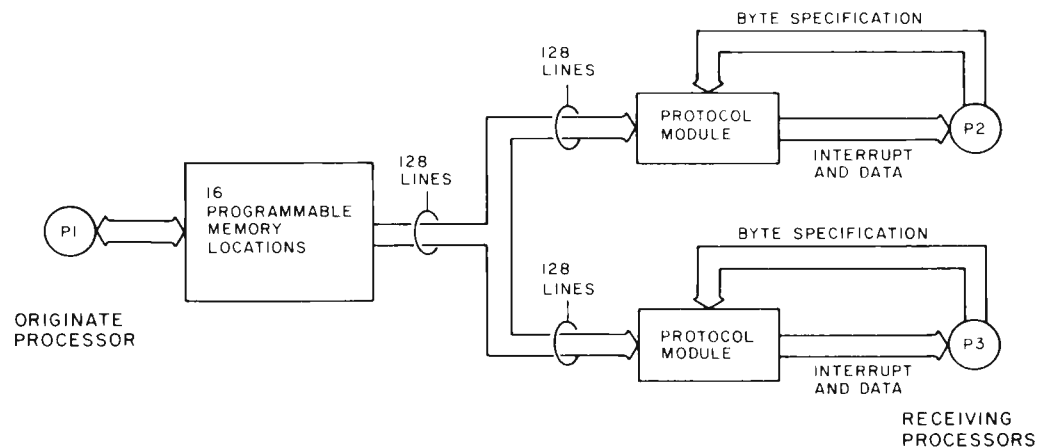 BYTE SPECIFICATION
128
LINES
PROTOCOL
MODULE
P2
INTERRUPT
AND DATA
128
LINES
16
PROGRAMMABLE
MEMORY
LOCATIONS
P1
ORIGINATE
PROCESSOR
BYTE SPECIFICATION
128
LINES
PROTOCOL
MODULE
P3
INTERRUPT
AND DATA
RECEIVING
PROCESSORS